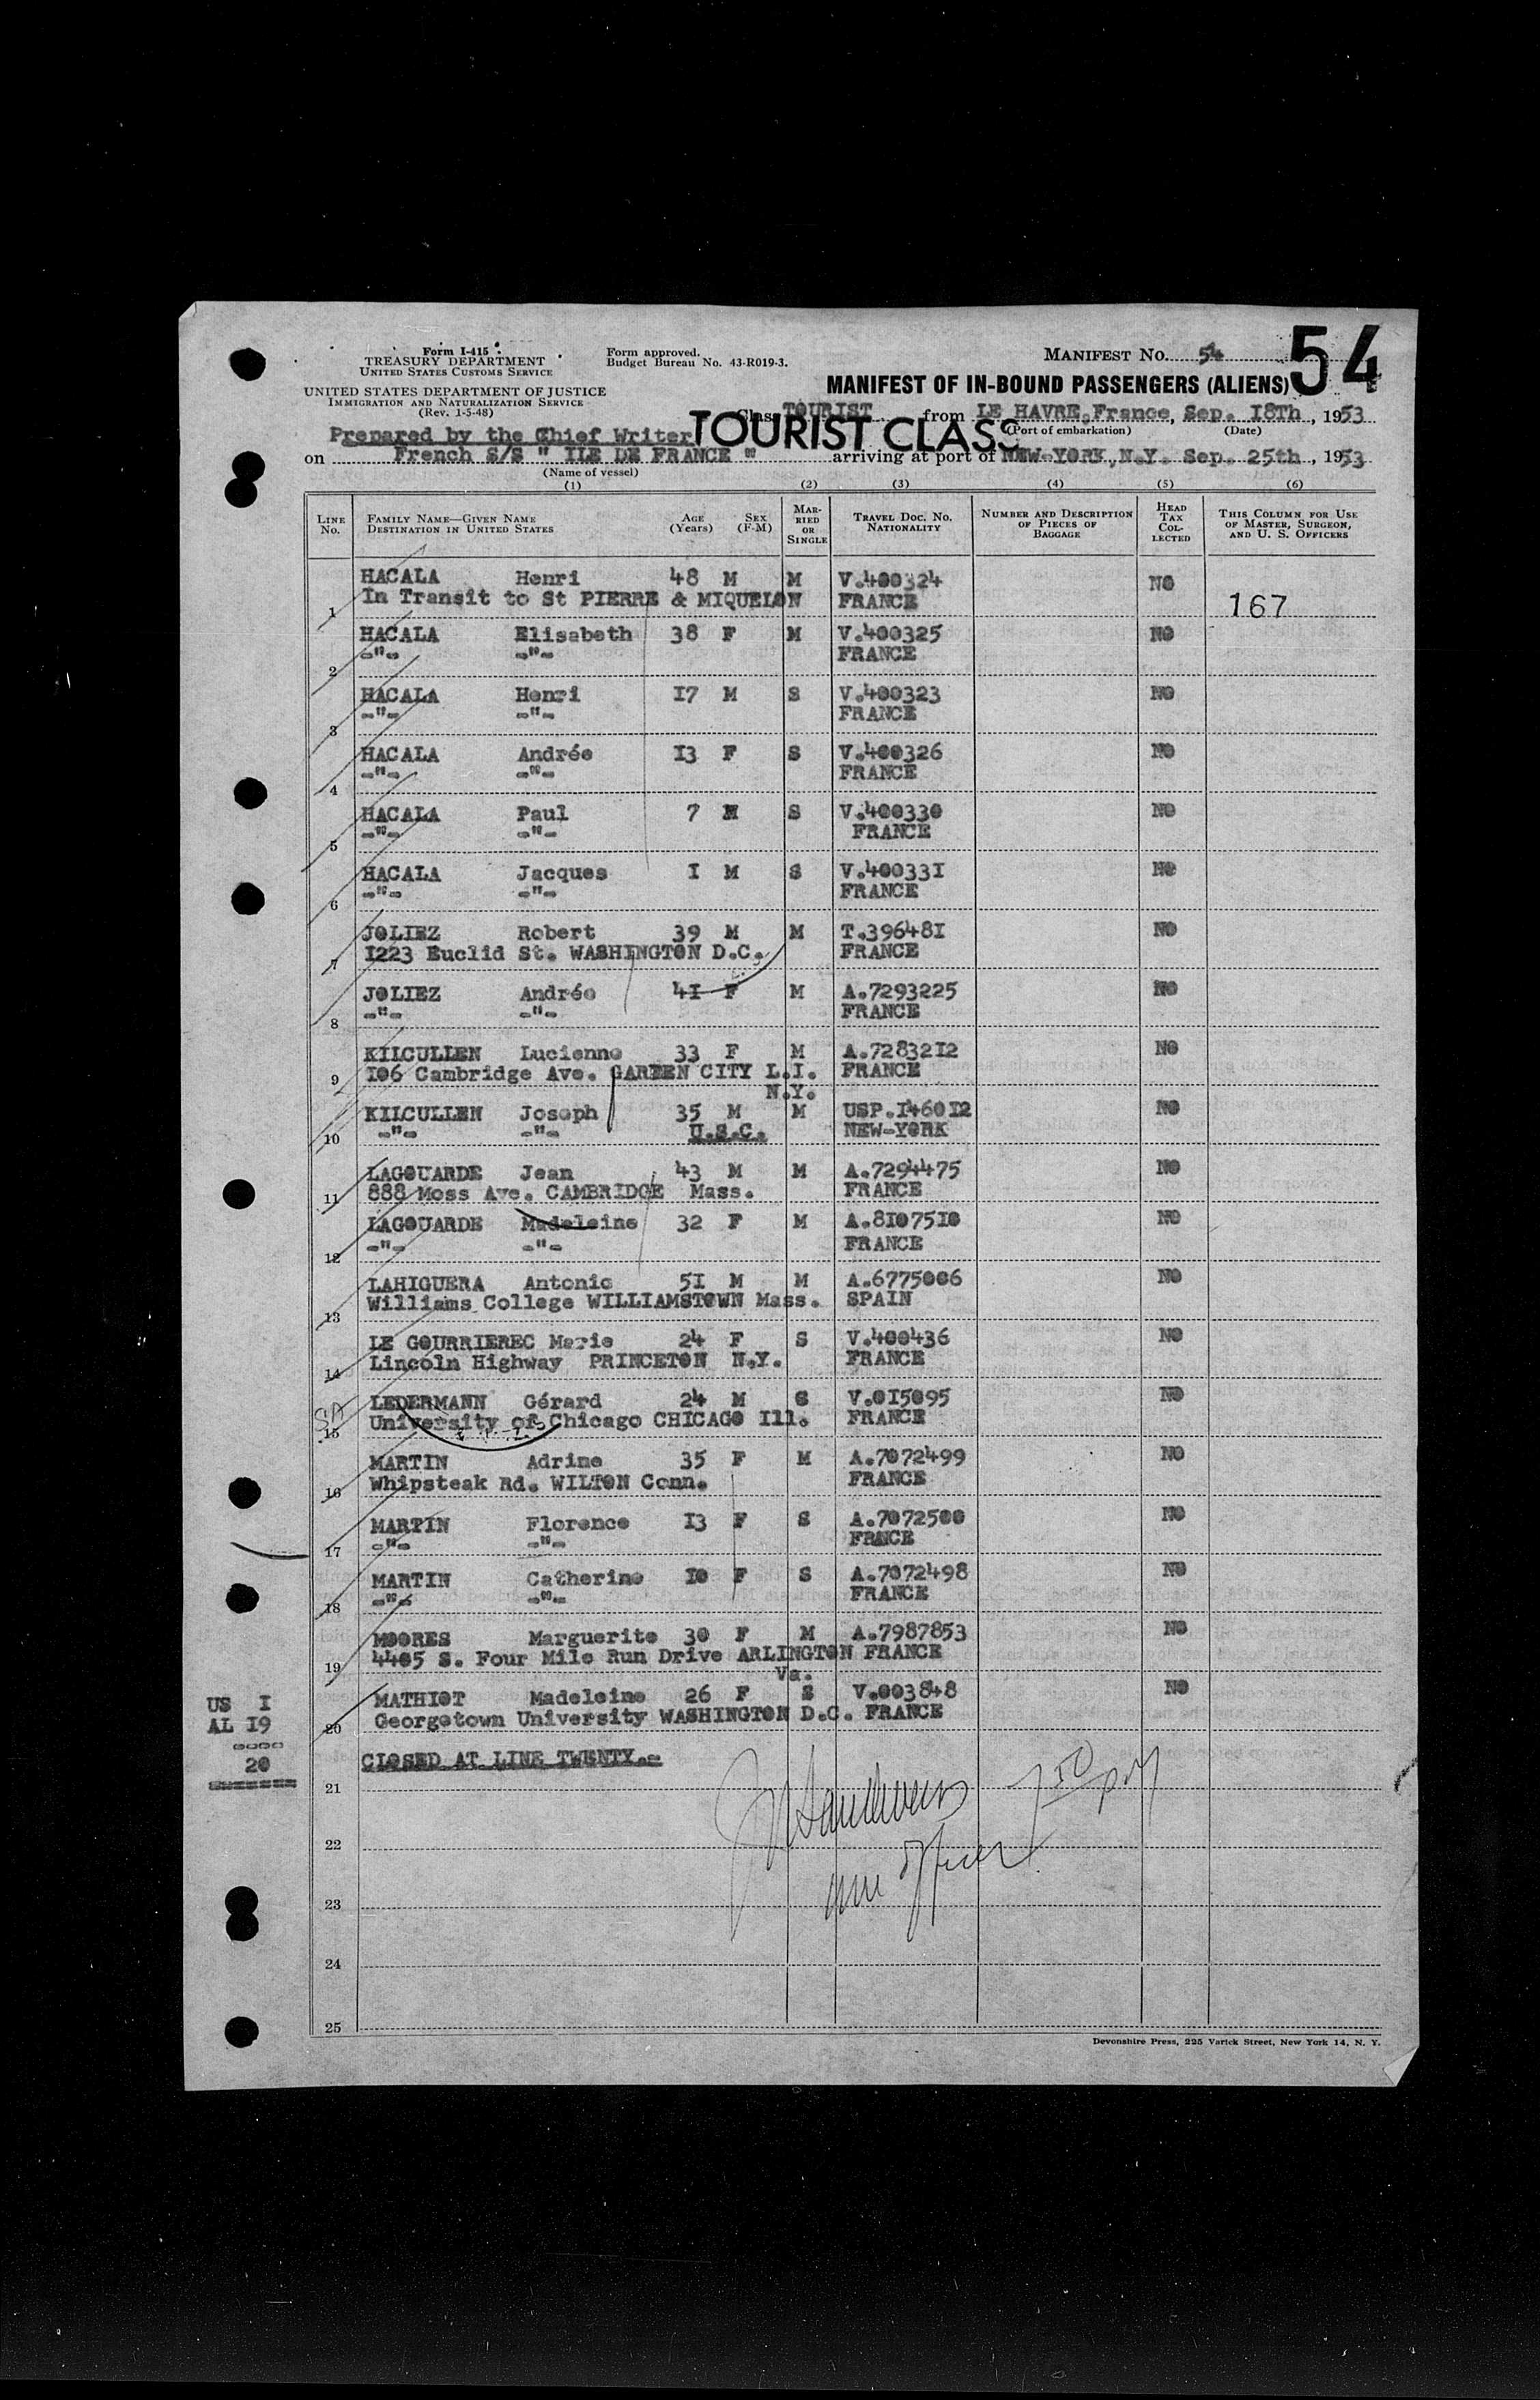 Form I-415
TREASURY DEPARTMENT
UNITED STATES CUSTOMS SERVICE
UNITED STATES DEPARTMENT OF JUSTICE
IMMIGRATION AND NATURALIZATION SERVICE
(Rev. 1-5-48)
Form approved.
Budget Bureau No. 43-R019-3.
MANIFEST NO. 54
54
MANIFEST OF IN-BOUND PASSENGERS (ALIENS)
Class TOURIST from LE HAVRE, France, Sep. 18Th, 1953
(Port of embarkation) (Date)
TOURIST CLASS
Prepared by the Chief Writer
on French S/S " ILE DE FRANCE " arriving at port of NEW-YORK, N.Y. Sep. 25th, 1953
(Name of vessel)
(1) (2) (3) (4) (5) (6)
LINE NO. FAMILY NAME—GIVEN NAME DESTINATION IN UNITED STATES AGE (Years) SEX (F-M) MARRIED OR SINGLE TRAVEL DOC. NO. NATIONALITY NUMBER AND DESCRIPTION OF PIECES OF BAGGAGE HEAD TAX COLLECTED THIS COLUMN FOR USE OF MASTER, SURGEON, AND U. S. OFFICERS
HACALA Henri 48 M M V.400324 NO
1 In Transit to St PIERRE & MIQUELON FRANCE 167
HACALA Elisabeth 38 F M V.400325 NO
2 -"- -"- FRANCE
HACALA Henri 17 M S V.400323 NO
3 -"- -"- FRANCE
HACALA Andrée 13 F S V.400326 NO
4 -"- -"- FRANCE
HACALA Paul 7 M S V.400330 NO
5 -"- -"- FRANCE
HACALA Jacques 1 M S V.400331 NO
6 -"- -"- FRANCE
JOLIEZ Robert 39 M M T.396481 NO
7 1223 Euclid St. WASHINGTON D.C. FRANCE
JOLIEZ Andrée 41 F M A.7293225 NO
8 -"- -"- FRANCE
KILCULLEN Lucienne 33 F M A.7283212 NO
9 106 Cambridge Ave. GARDEN CITY L.I. FRANCE
N.Y.
KILCULLEN Joseph 35 M M USP.146012 NO
10 -"- -"- U.S.C. NEW-YORK
LAGOUARDE Jean 43 M M A.7294475 NO
11 888 Moss Ave. CAMBRIDGE Mass. FRANCE
LAGOUARDE Madeleine 32 F M A.8107510 NO
12 -"- -"- FRANCE
LAHIGUERA Antonio 51 M M A.6775006 NO
13 Williams College WILLIAMSTOWN Mass. SPAIN
LE GOURRIEREC Marie 24 F S V.400436 NO
14 Lincoln Highway PRINCETON N.Y. FRANCE
LEDERMANN Gérard 24 M S V.015095 NO
SA
15 University of Chicago CHICAGO Ill. FRANCE
MARTIN Adrine 35 F M A.7072499 NO
16 Whipsteak Rd. WILTON Conn. FRANCE
MARTIN Florence 13 F S A.7072500 NO
17 -"- -"- FRANCE
MARTIN Catherine 10 F S A.7072498 NO
18 -"- -"- FRANCE
MOORES Marguerite 30 F M A.7987853 NO
19 4405 S. Four Mile Run Drive ARLINGTON FRANCE
Va.
MATHIOT Madeleine 26 F S V.003848 NO
20 Georgetown University WASHINGTON D.C. FRANCE
US 1
AL 19
20
CLOSED AT LINE TWENTY.-
21
22
23
24
25
7 50 PM
Officer
Devonshire Press, 225 Varick Street, New York 14, N. Y.